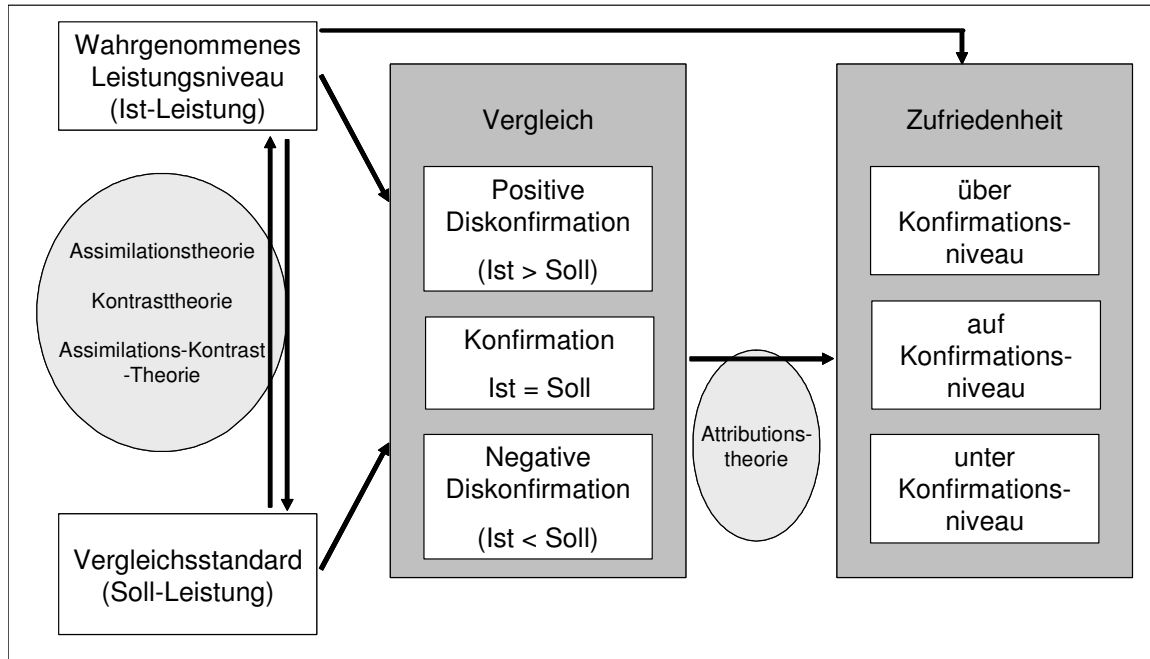 Wahrgenommenes
Leistungsniveau
(Ist-Leistung)
Assimilationstheorie
Kontrasttheorie
Assimilations-Kontrast
-Theorie
Vergleichsstandard
(Soll-Leistung)
Vergleich
Positive
Diskonfirmation
(Ist > Soll)
Konfirmation
Ist = Soll
Negative
Diskonfirmation
(Ist < Soll)
Attributions-
theorie
Zufriedenheit
über
Konfirmations-
niveau
auf
Konfirmations-
niveau
unter
Konfirmations-
niveau